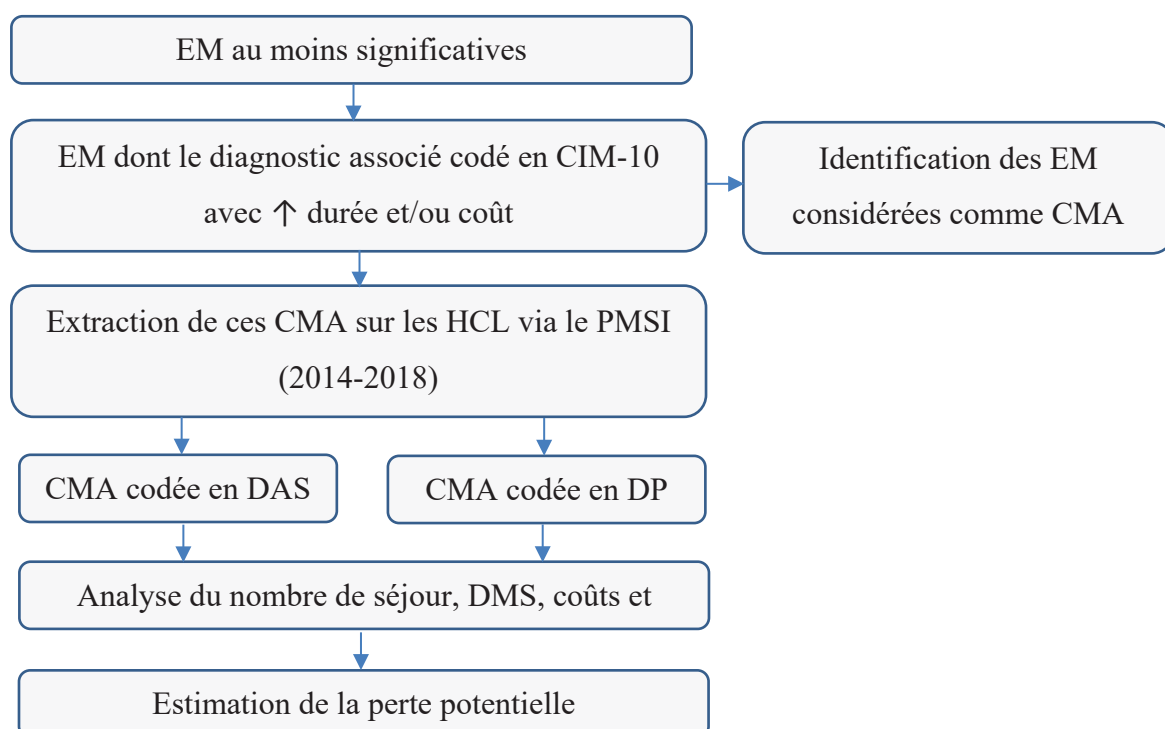 EM au moins significatives
EM dont le diagnostic associé codé en CIM-10
avec ↑ durée et/ou coût
Identification des EM
considérées comme CMA
Extraction de ces CMA sur les HCL via le PMSI
(2014-2018)
CMA codée en DAS
CMA codée en DP
Analyse du nombre de séjour, DMS, coûts et
Estimation de la perte potentielle